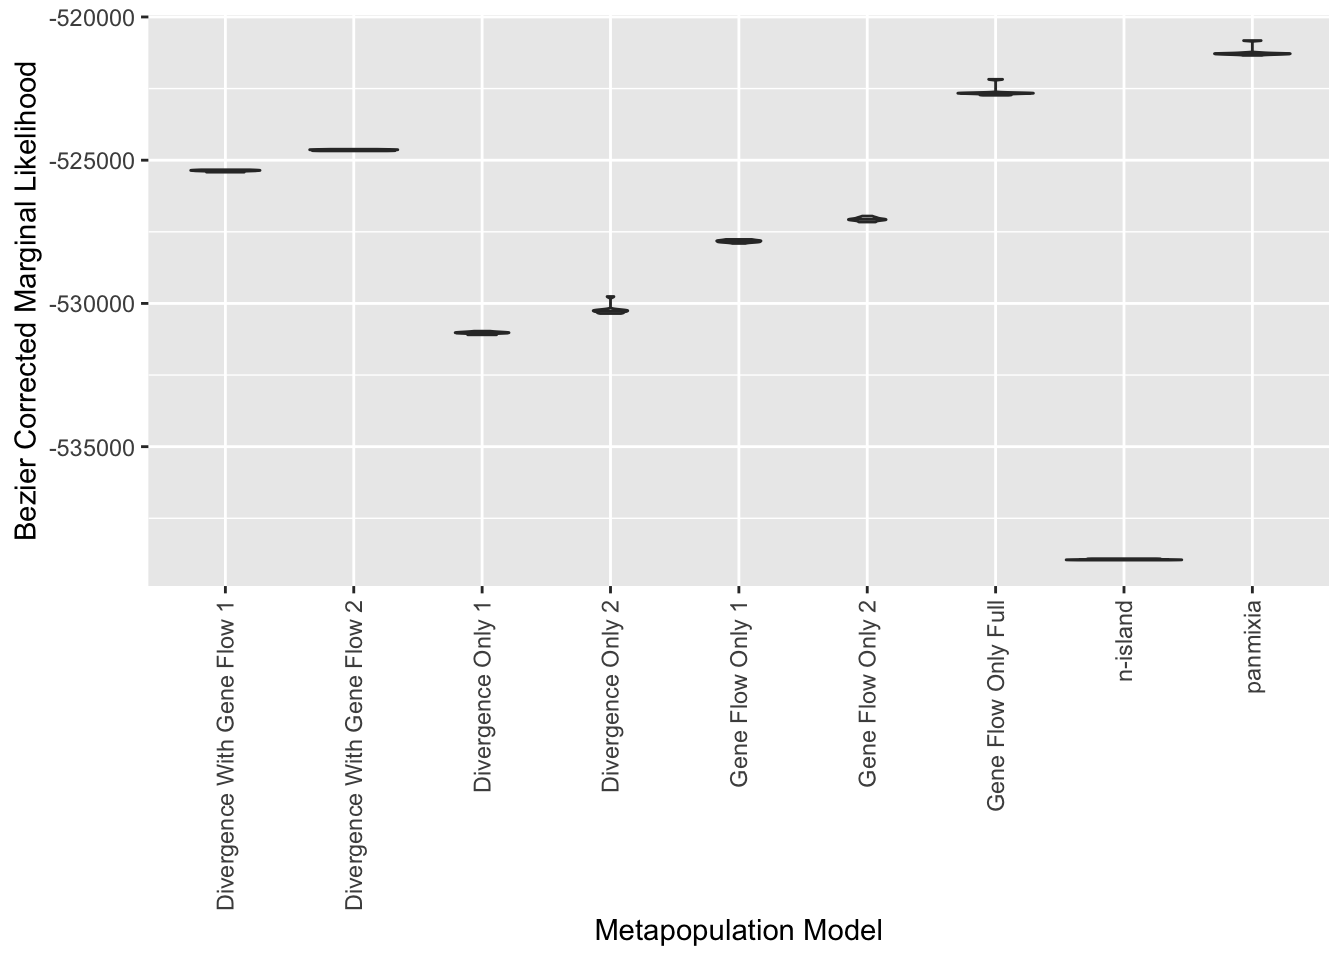 Bezier Corrected Marginal Likelihood
-520000
-525000
-530000
-535000
Divergence With Gene Flow 1
Divergence With Gene Flow 2
Divergence Only 1
Divergence Only 2
Gene Flow Only 1
Gene Flow Only 2
Gene Flow Only Full
n-island
panmixia
Metapopulation Model